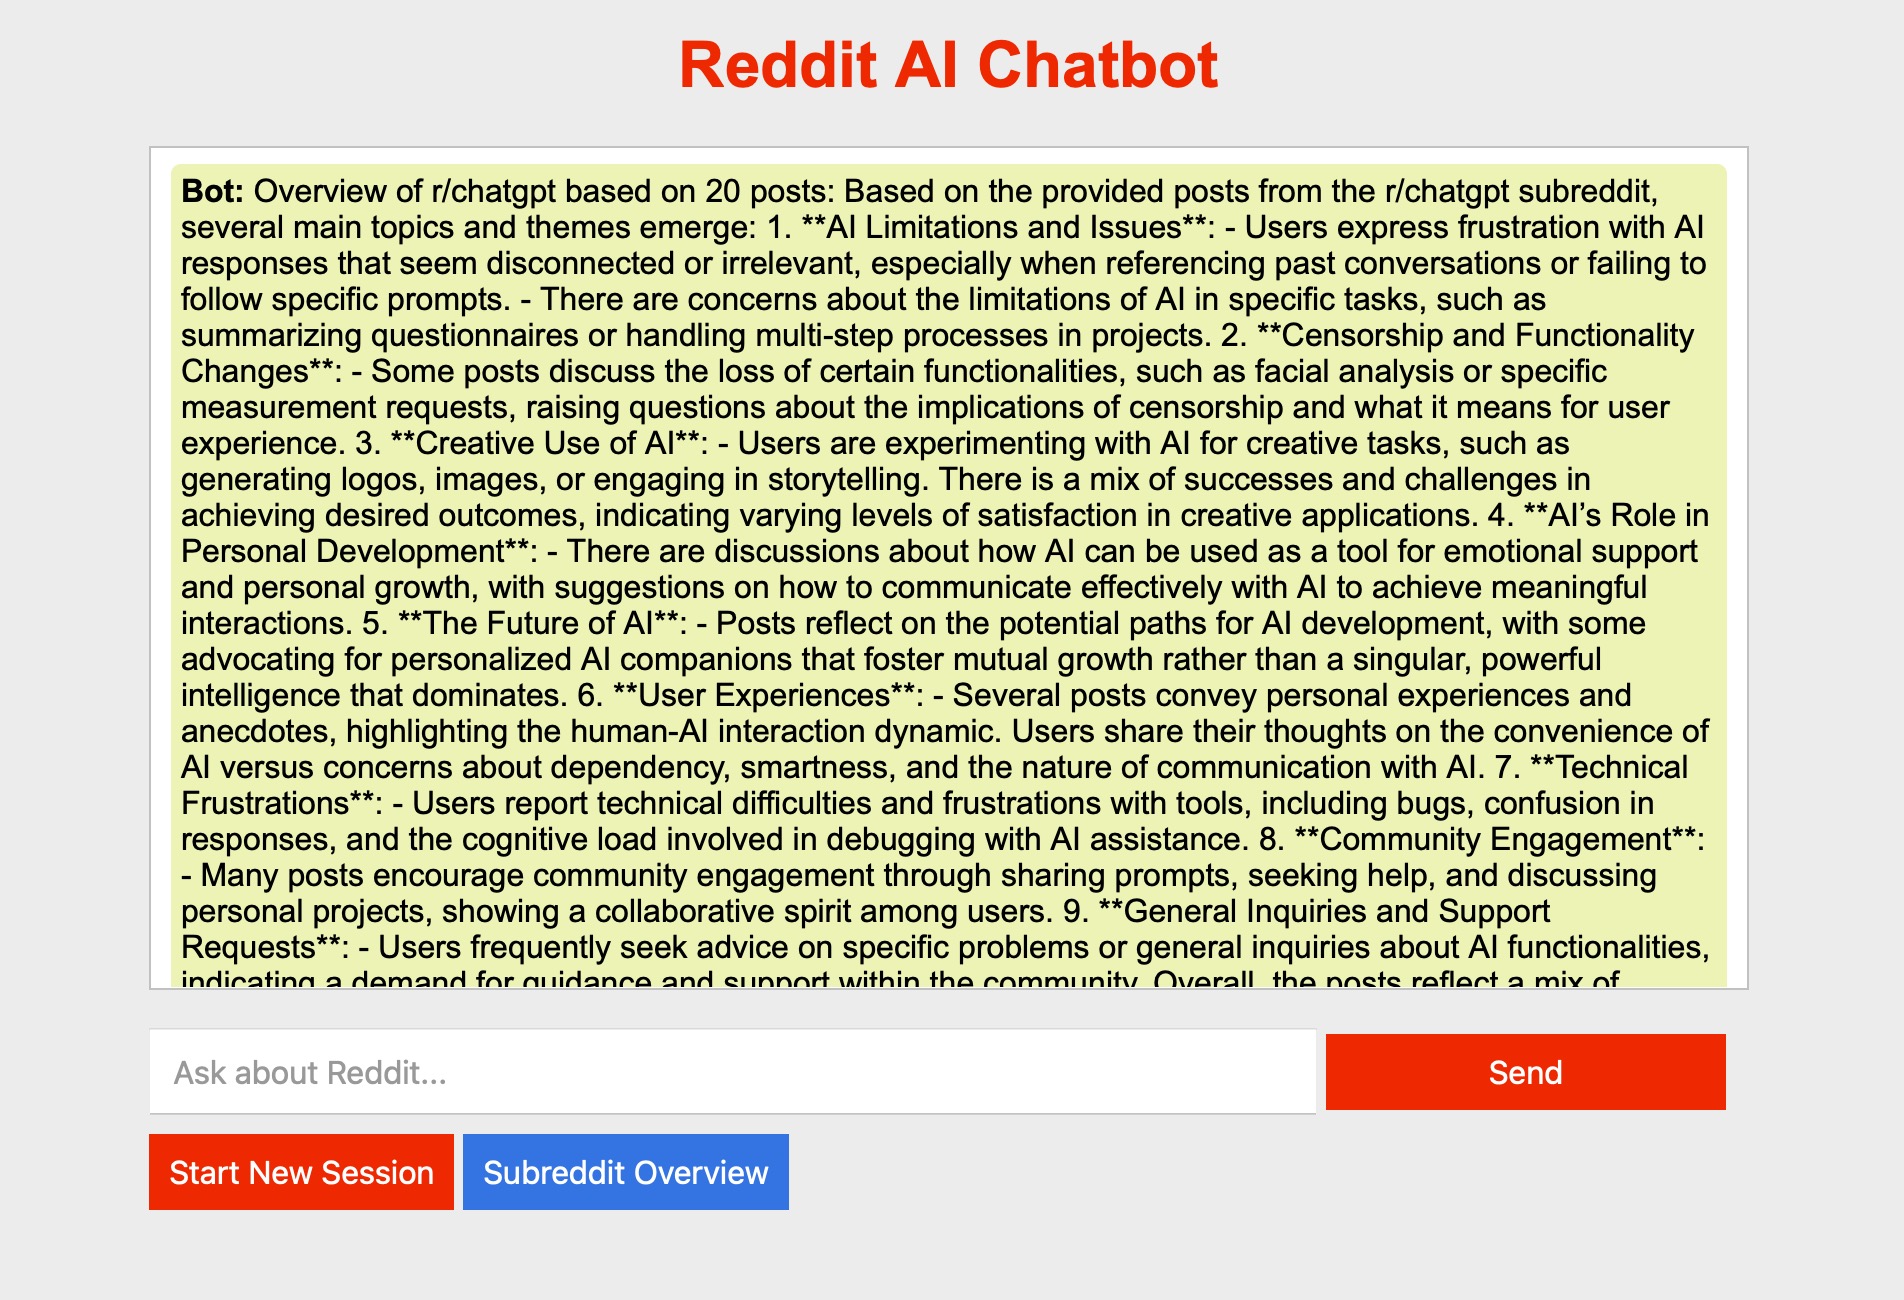 Reddit AI Chatbot
Bot: Overview of r/chatgpt based on 20 posts: Based on the provided posts from the r/chatgpt subreddit,
several main topics and themes emerge: 1. **AI Limitations and Issues**: - Users express frustration with AI
responses that seem disconnected or irrelevant, especially when referencing past conversations or failing to
follow specific prompts. - There are concerns about the limitations of AI in specific tasks, such as
summarizing questionnaires or handling multi-step processes in projects. 2. **Censorship and Functionality
Changes**: - Some posts discuss the loss of certain functionalities, such as facial analysis or specific
measurement requests, raising questions about the implications of censorship and what it means for user
experience. 3. **Creative Use of AI**: - Users are experimenting with AI for creative tasks, such as
generating logos, images, or engaging in storytelling. There is a mix of successes and challenges in
achieving desired outcomes, indicating varying levels of satisfaction in creative applications. 4. **AI’s Role in
Personal Development**: - There are discussions about how AI can be used as a tool for emotional support
and personal growth, with suggestions on how to communicate effectively with AI to achieve meaningful
interactions. 5. **The Future of AI**: - Posts reflect on the potential paths for AI development, with some
advocating for personalized AI companions that foster mutual growth rather than a singular, powerful
intelligence that dominates. 6. **User Experiences**: - Several posts convey personal experiences and
anecdotes, highlighting the human-AI interaction dynamic. Users share their thoughts on the convenience of
AI versus concerns about dependency, smartness, and the nature of communication with AI. 7. **Technical
Frustrations**: - Users report technical difficulties and frustrations with tools, including bugs, confusion in
responses, and the cognitive load involved in debugging with AI assistance. 8. **Community Engagement**:
- Many posts encourage community engagement through sharing prompts, seeking help, and discussing
personal projects, showing a collaborative spirit among users. 9. **General Inquiries and Support
Requests**: - Users frequently seek advice on specific problems or general inquiries about AI functionalities,
indicating a demand for guidance and support within the community. Overall, the posts reflect a mix of
Ask about Reddit...
Send
Start New Session
Subreddit Overview